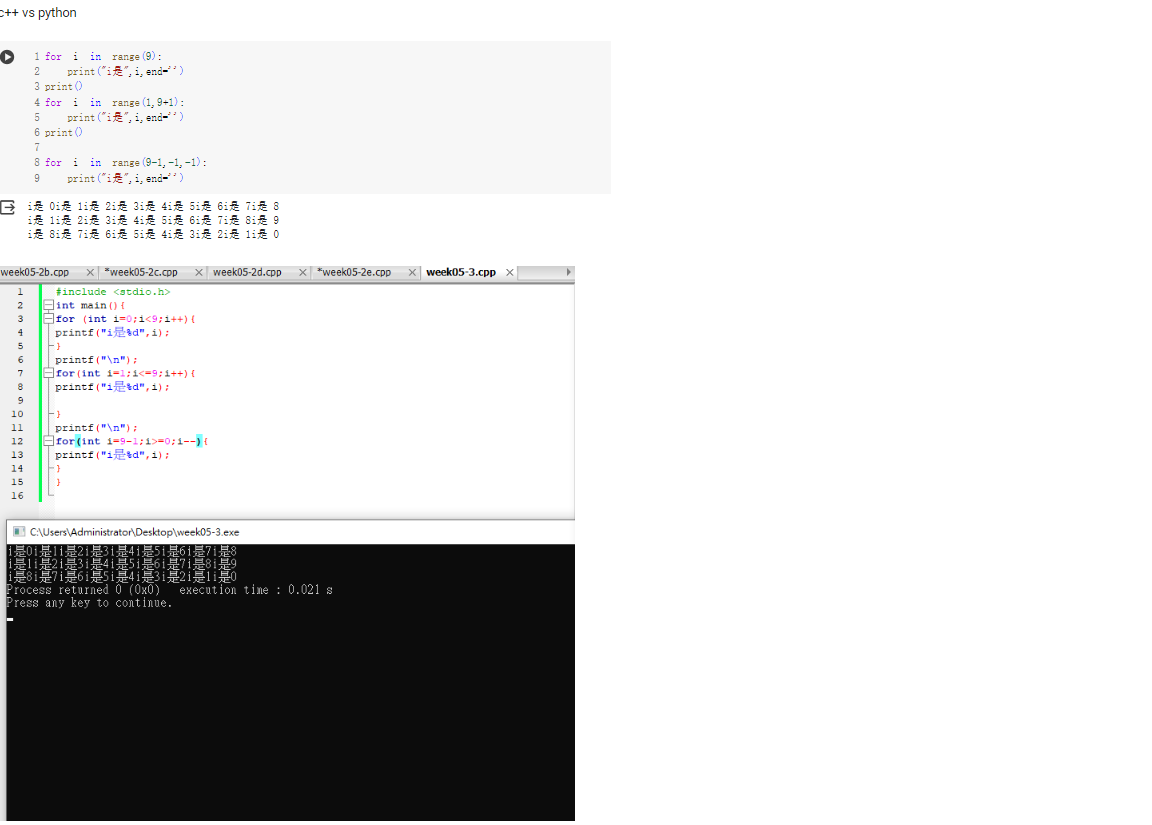 c++ vs python
1 for i in range(9):
2 print("i是",i,end='')
3 print()
4 for i in range(1,9+1):
5 print("i是",i,end='')
6 print()
7
8 for i in range(9-1,-1,-1):
9 print("i是",i,end='')
i是 0i是 1i是 2i是 3i是 4i是 5i是 6i是 7i是 8
i是 1i是 2i是 3i是 4i是 5i是 6i是 7i是 8i是 9
i是 8i是 7i是 6i是 5i是 4i是 3i是 2i是 1i是 0
week05-2b.cpp *week05-2c.cpp week05-2d.cpp *week05-2e.cpp week05-3.cpp
1 #include <stdio.h>
2 int main(){
3 for (int i=0;i<9;i++){
4 printf("i是%d",i);
5 }
6 printf("\n");
7 for(int i=1;i<=9;i++){
8 printf("i是%d",i);
9
10 }
11 printf("\n");
12 for(int i=9-1;i>=0;i--){
13 printf("i是%d",i);
14 }
15 }
16
C:\Users\Administrator\Desktop\week05-3.exe
i是0i是1i是2i是3i是4i是5i是6i是7i是8
i是1i是2i是3i是4i是5i是6i是7i是8i是9
i是8i是7i是6i是5i是4i是3i是2i是1i是0
Process returned 0 (0x0) execution time : 0.021 s
Press any key to continue.